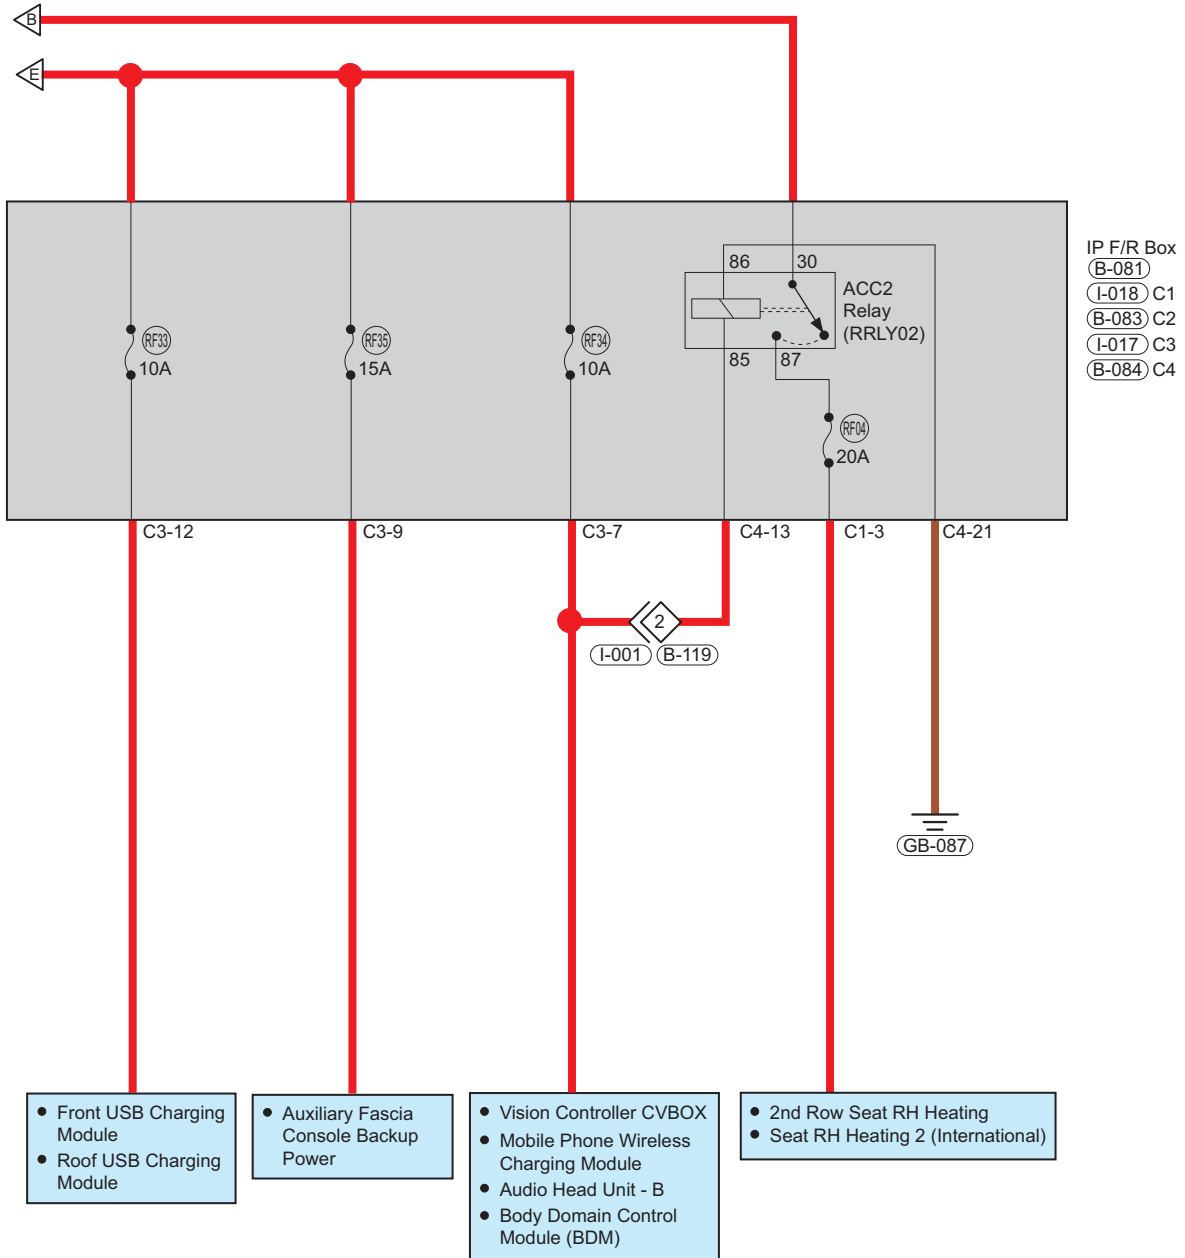 B
E
IP F/R Box
B-081
I-018 C1
B-083 C2
I-017 C3
B-084 C4
86 30
ACC2
Relay
(RRLY02)
85 87
RF33
10A
RF35
15A
RF34
10A
RF04
20A
C3-12
C3-9
C3-7
C4-13
C1-3
C4-21
2
I-001 B-119
GB-087
• Front USB Charging
Module
• Roof USB Charging
Module
• Auxiliary Fascia
Console Backup
Power
• Vision Controller CVBOX
• Mobile Phone Wireless
Charging Module
• Audio Head Unit - B
• Body Domain Control
Module (BDM)
• 2nd Row Seat RH Heating
• Seat RH Heating 2 (International)